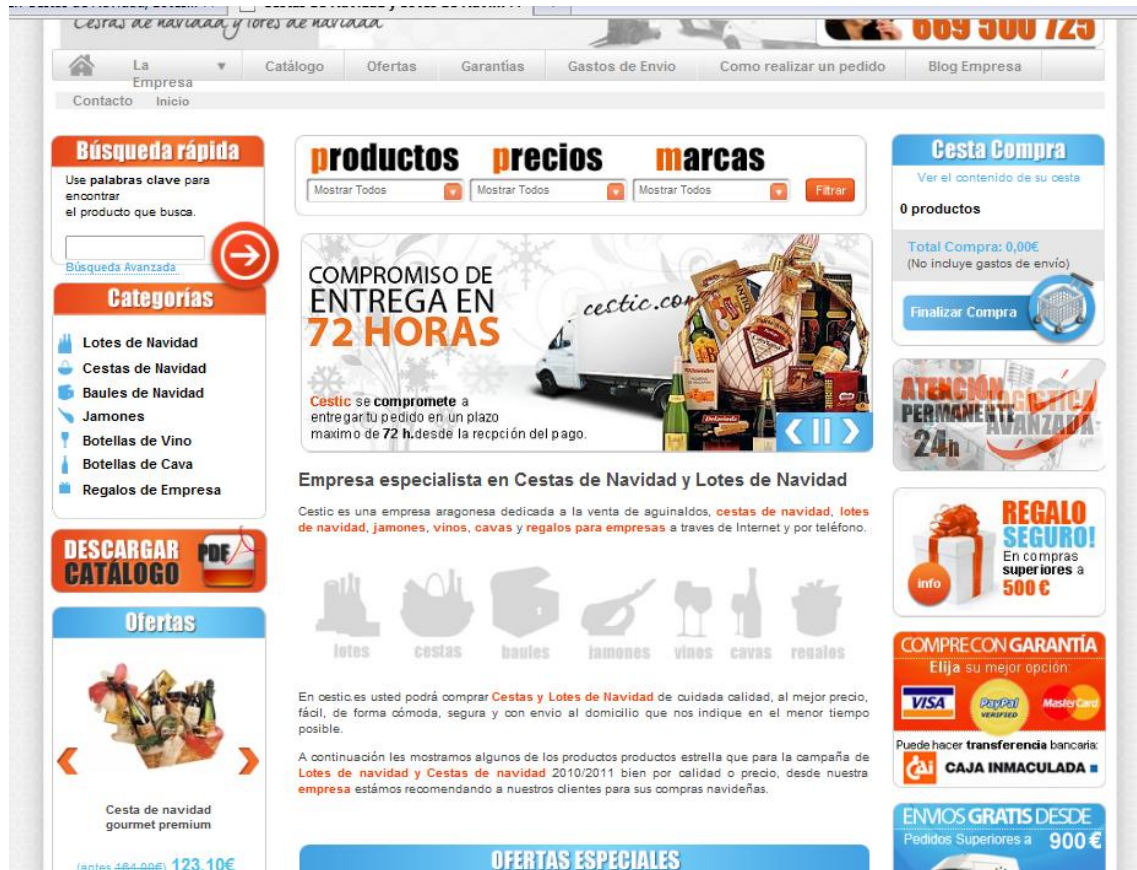 Cestas de navidad y lotes de navidad
669 500 725
La Empresa
Catálogo
Ofertas
Garantías
Gastos de Envio
Como realizar un pedido
Blog Empresa
Contacto
Inicio
Búsqueda rápida
Use palabras clave para
encontrar
el producto que busca.
Búsqueda Avanzada
Categorías
Lotes de Navidad
Cestas de Navidad
Baules de Navidad
Jamones
Botellas de Vino
Botellas de Cava
Regalos de Empresa
DESCARGAR
CATÁLOGO
PDF
Ofertas
Cesta de navidad
gourmet premium
(antes 164,00€) 123,10€
productos precios marcas
Mostrar Todos
Mostrar Todos
Mostrar Todos
Filtrar
COMPROMISO DE
ENTREGA EN
72 HORAS
cestic.com
Cestic se compromete a
entregar tu pedido en un plazo
maximo de 72 h.desde la recpción del pago.
Empresa especialista en Cestas de Navidad y Lotes de Navidad
Cestic es una empresa aragonesa dedicada a la venta de aguinaldos, cestas de navidad, lotes
de navidad, jamones, vinos, cavas y regalos para empresas a traves de Internet y por teléfono.
lotes cestas baules jamones vinos cavas regalos
En cestic.es usted podrá comprar Cestas y Lotes de Navidad de cuidada calidad, al mejor precio,
fácil, de forma cómoda, segura y con envio al domicilio que nos indique en el menor tiempo
posible.
A continuación les mostramos algunos de los productos productos estrella que para la campaña de
Lotes de navidad y Cestas de navidad 2010/2011 bien por calidad o precio, desde nuestra
empresa estámos recomendando a nuestros clientes para sus compras navideñas.
OFERTAS ESPECIALES
Cesta Compra
Ver el contenido de su cesta
0 productos
Total Compra: 0,00€
(No incluye gastos de envío)
Finalizar Compra
ATENCIÓN
PERMANENTE
24h
LOGÍSTICA
AVANZADA
REGALO
SEGURO!
En compras
superiores a
500 €
info
COMPRE CON GARANTÍA
Elija su mejor opción:
VISA
PayPal
VERIFIED
MasterCard
Puede hacer transferencia bancaria:
CAi CAJA INMACULADA
ENVIOS GRATIS DESDE
Pedidos Superiores a 900 €